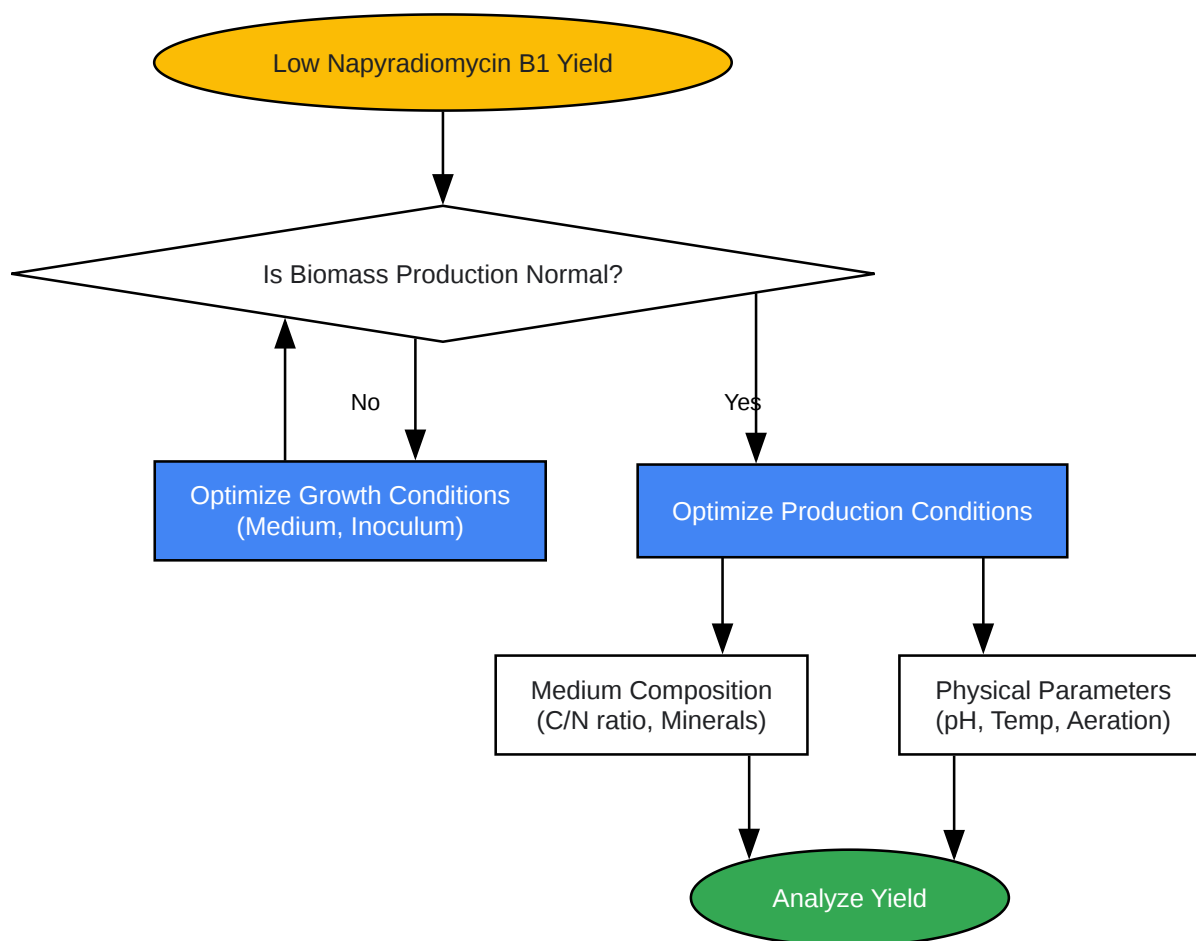 Low Napyradiomycin B1 Yield
Is Biomass Production Normal?
No
Yes
Optimize Growth Conditions
(Medium, Inoculum)
Optimize Production Conditions
Medium Composition
(C/N ratio, Minerals)
Physical Parameters
(pH, Temp, Aeration)
Analyze Yield